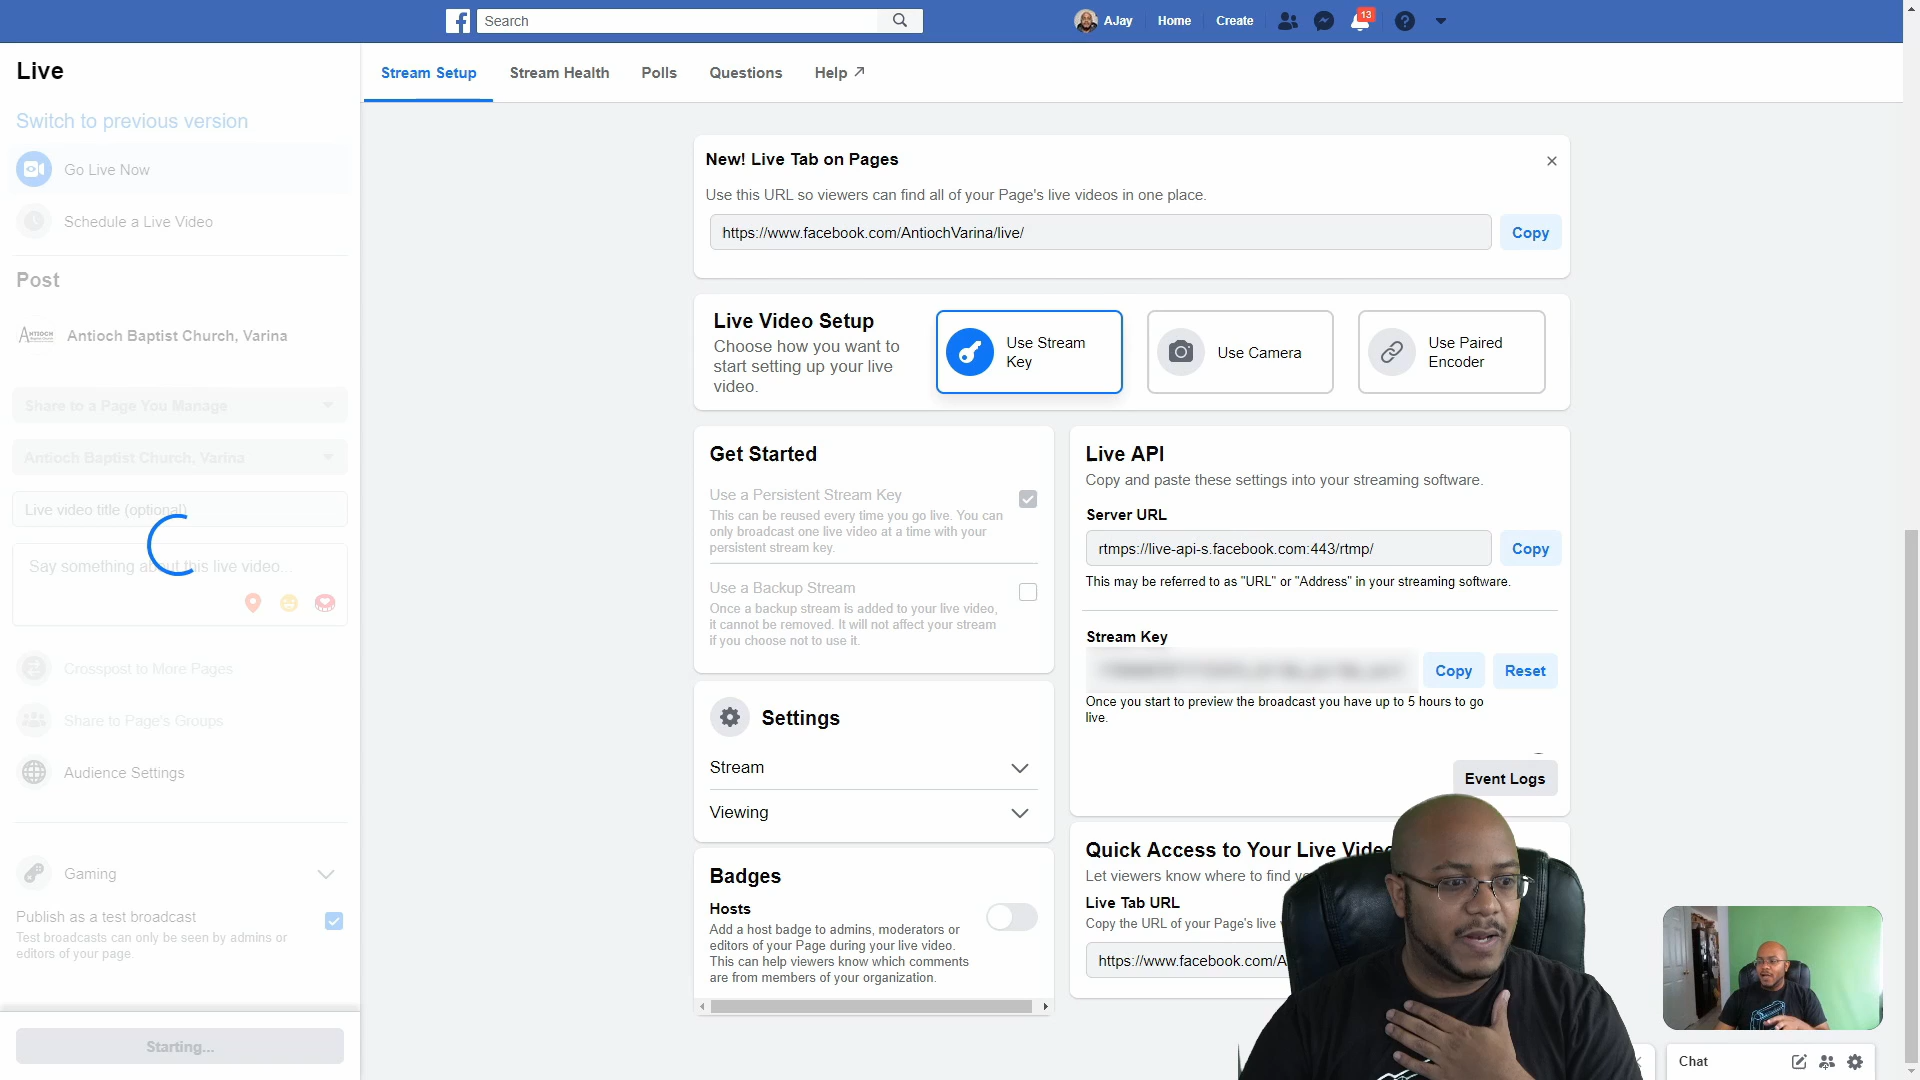 Search
AJay
Home
Create
13
Live
Switch to previous version
Go Live Now
Schedule a Live Video
Post
ANTIOCH
Antioch Baptist Church, Varina
Share to a Page You Manage
Antioch Baptist Church, Varina
Live video title (optional)
Say something about this live video...
Crosspost to More Pages
Share to Page's Groups
Audience Settings
Gaming
Publish as a test broadcast
Test broadcasts can only be seen by admins or
editors of your page.
Starting...
Stream Setup
Stream Health
Polls
Questions
Help
New! Live Tab on Pages
Use this URL so viewers can find all of your Page's live videos in one place.
https://www.facebook.com/AntiochVarina/live/
Copy
Live Video Setup
Choose how you want to
start setting up your live
video.
Use Stream
Key
Use Camera
Use Paired
Encoder
Get Started
Use a Persistent Stream Key
This can be reused every time you go live. You can
only broadcast one live video at a time with your
persistent stream key.
Use a Backup Stream
Once a backup stream is added to your live video,
it cannot be removed. It will not affect your stream
if you choose not to use it.
Settings
Stream
Viewing
Badges
Hosts
Add a host badge to admins, moderators or
editors of your Page during your live video.
This can help viewers know which comments
are from members of your organization.
Live API
Copy and paste these settings into your streaming software.
Server URL
rtmps://live-api-s.facebook.com:443/rtmp/
Copy
This may be referred to as "URL" or "Address" in your streaming software.
Stream Key
Copy
Reset
Once you start to preview the broadcast you have up to 5 hours to go
live.
Event Logs
Quick Access to Your Live
Let viewers know where to find
Live Tab URL
Copy the URL of your Page's live
https://www.facebook.com/A
Chat